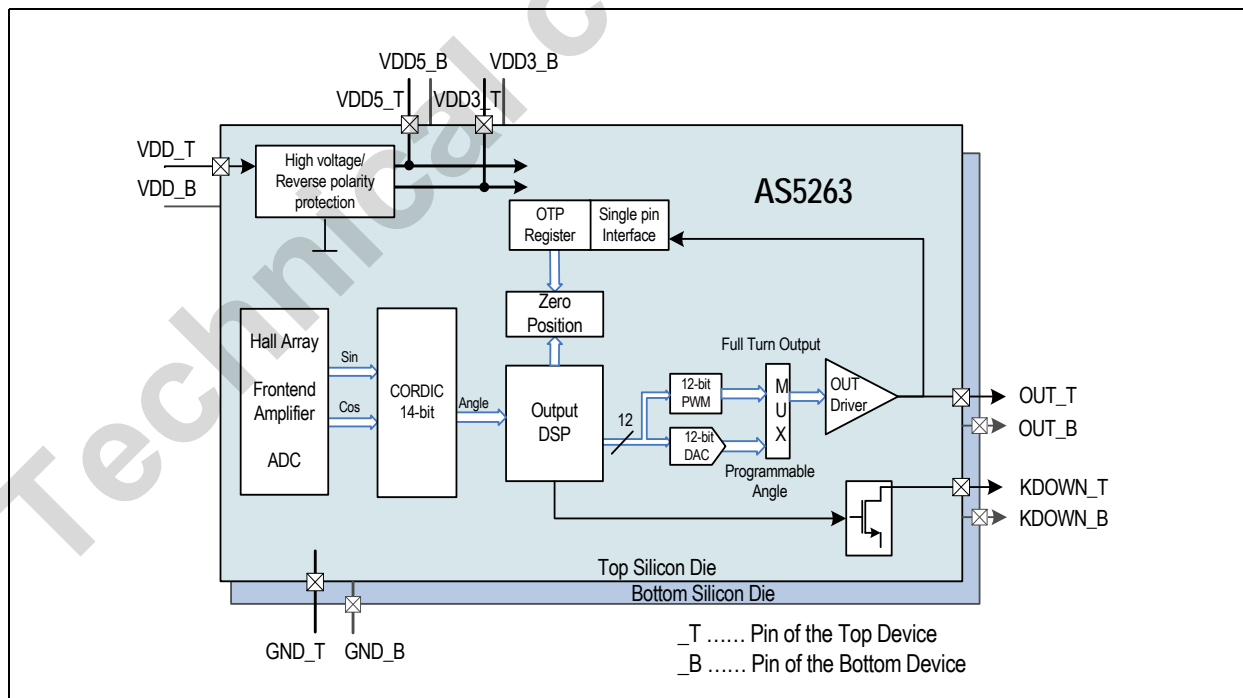 VDD5_B
VDD3_B
VDD5_T
VDD3_T
VDD_T
VDD_B
High voltage/
Reverse polarity
protection
AS5263
OTP
Register
Single pin
Interface
Zero
Position
Hall Array
Frontend
Amplifier
ADC
Sin
Cos
CORDIC
14-bit
Angle
Output
DSP
12
12-bit
PWM
12-bit
DAC
Full Turn Output
MUX
Programmable
Angle
OUT
Driver
OUT_T
OUT_B
KDOWN_T
KDOWN_B
Top Silicon Die
Bottom Silicon Die
GND_T
GND_B
_T ...... Pin of the Top Device
_B ...... Pin of the Bottom Device
Technical c